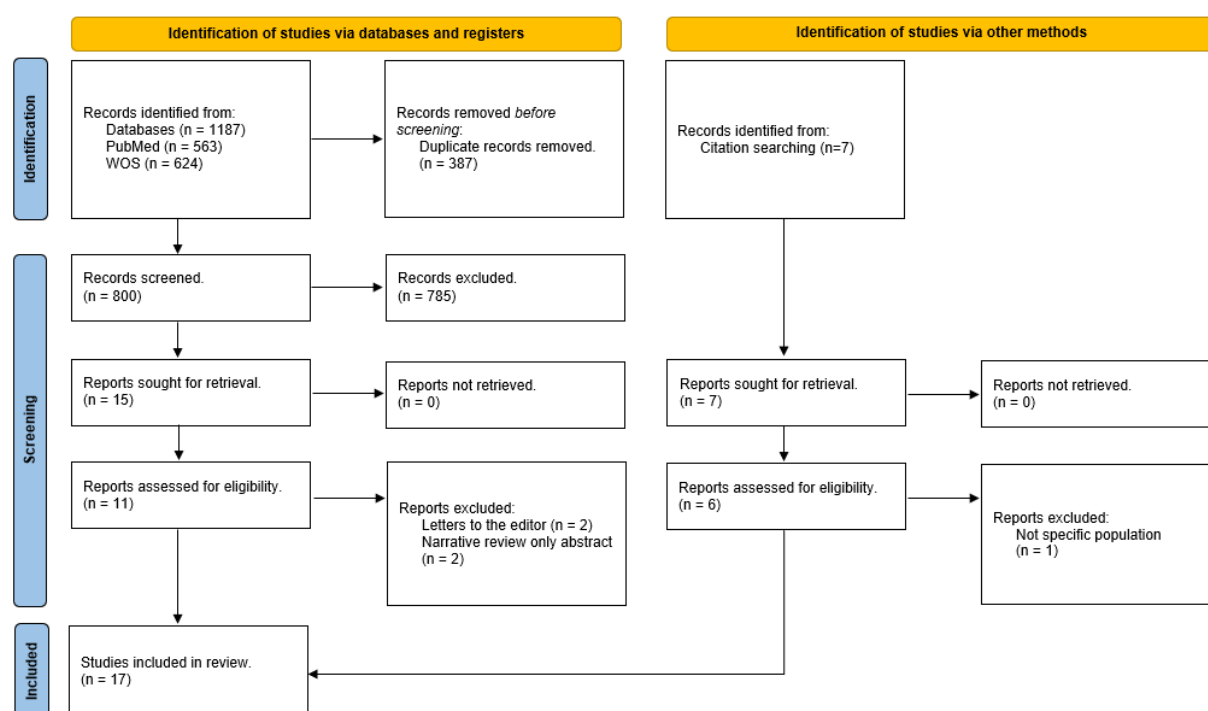 Identification of studies via databases and registers
Identification of studies via other methods
Identification
Records identified from:
Databases (n = 1187)
PubMed (n = 563)
WOS (n = 624)
Records removed before
screening:
Duplicate records removed.
(n = 387)
Records identified from:
Citation searching (n=7)
Screening
Records screened.
(n = 800)
Records excluded.
(n = 785)
Reports sought for retrieval.
(n = 15)
Reports not retrieved.
(n = 0)
Reports sought for retrieval.
(n = 7)
Reports not retrieved.
(n = 0)
Reports assessed for eligibility.
(n = 11)
Reports excluded:
Letters to the editor (n = 2)
Narrative review only abstract
(n = 2)
Reports assessed for eligibility.
(n = 6)
Reports excluded:
Not specific population
(n = 1)
Included
Studies included in review.
(n = 17)